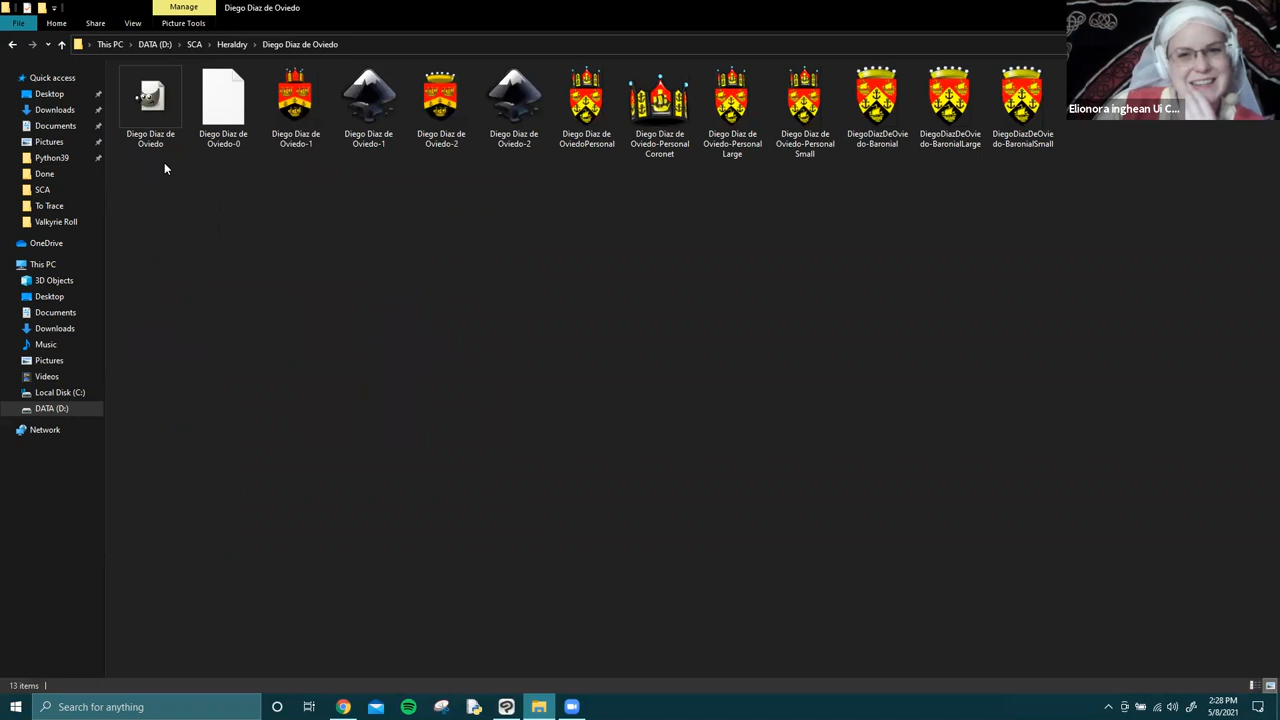 Manage
Diego Diaz de Oviedo
File
Home
Share
View
Picture Tools
This PC
DATA (D:)
SCA
Heraldry
Diego Diaz de Oviedo
Elionora inghean Ui C...
Quick access
Desktop
Downloads
Documents
Pictures
Python39
Done
SCA
To Trace
Valkyrie Roll
OneDrive
This PC
3D Objects
Desktop
Documents
Downloads
Music
Pictures
Videos
Local Disk (C:)
DATA (D:)
Network
Diego Diaz de
Oviedo
Diego Diaz de
Oviedo-0
Diego Diaz de
Oviedo-1
Diego Diaz de
Oviedo-1
Diego Diaz de
Oviedo-2
Diego Diaz de
Oviedo-2
Diego Diaz de
OviedoPersonal
Diego Diaz de
Oviedo-Personal
Coronet
Diego Diaz de
Oviedo-Personal
Large
Diego Diaz de
Oviedo-Personal
Small
DiegoDiazDeOvie
do-Baronial
DiegoDiazDeOvie
do-BaronialLarge
DiegoDiazDeOvie
do-BaronialSmall
13 items
Search for anything
2:28 PM
5/8/2021